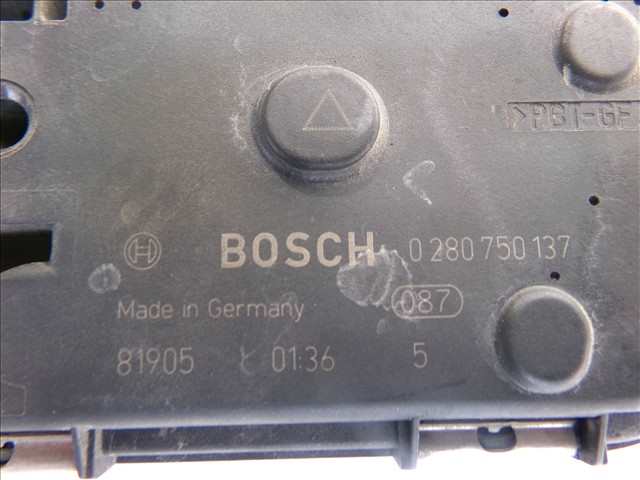 >PBT-GF
BOSCH 0 280 750 137
Made in Germany 087
81905 01:36 5